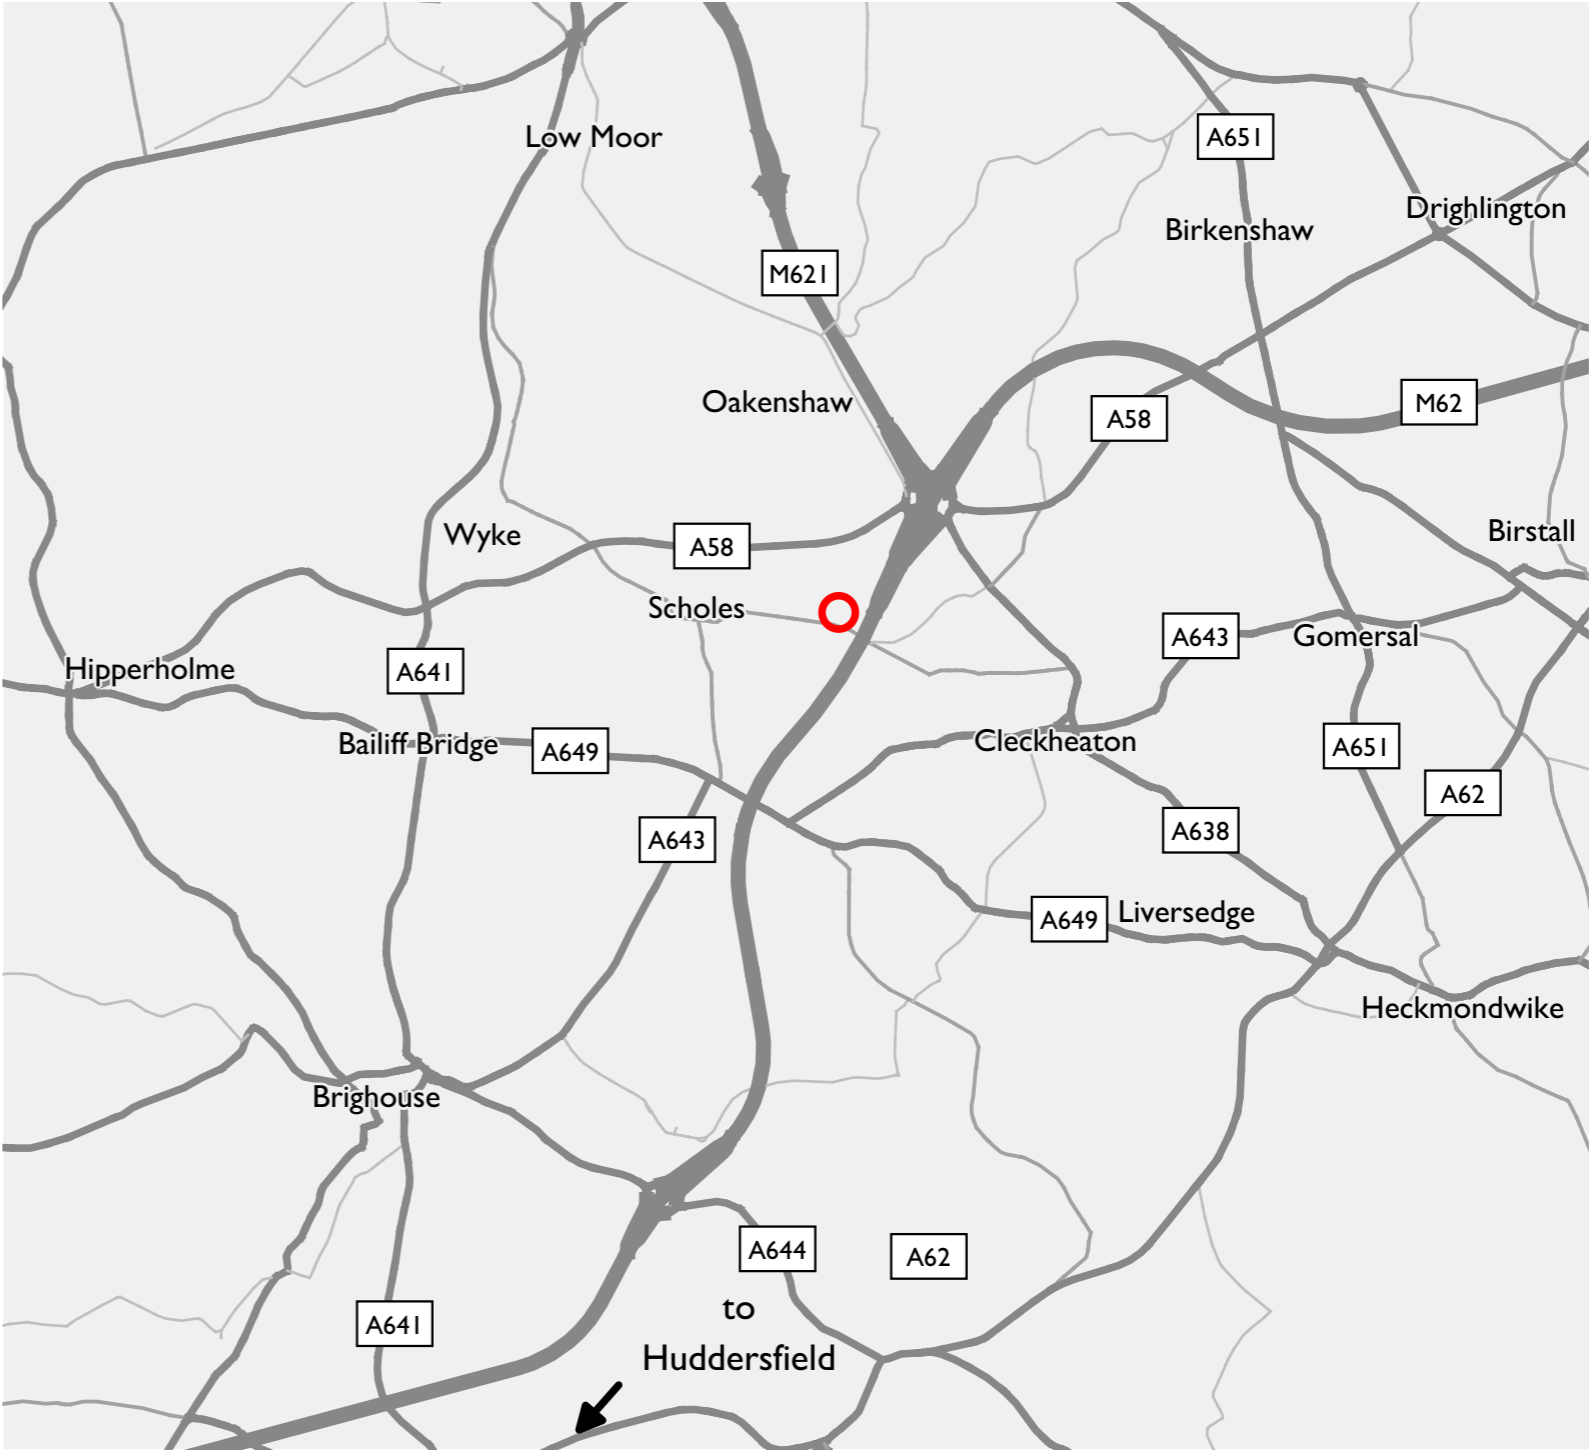 Low Moor
A651
Drighlington
Birkenshaw
M621
Oakenshaw
M62
A58
Wyke
A58
Birstall
Scholes
A643
Gomersal
Hipperholme
A641
Bailiff Bridge
A649
Cleckheaton
A651
A62
A643
A638
A649
Liversedge
Heckmondwike
Brighouse
A644
A62
A641
to
Huddersfield